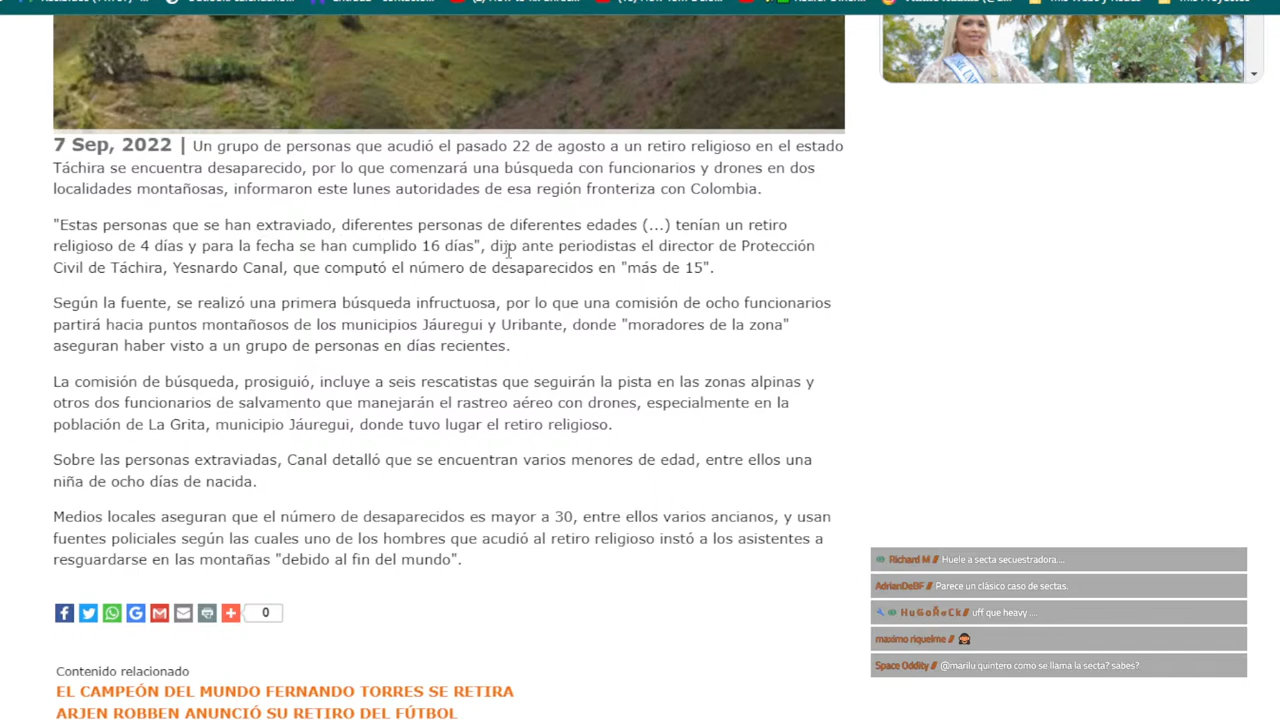 7 Sep, 2022 | Un grupo de personas que acudió el pasado 22 de agosto a un retiro religioso en el estado
Táchira se encuentra desaparecido, por lo que comenzará una búsqueda con funcionarios y drones en dos
localidades montañosas, informaron este lunes autoridades de esa región fronteriza con Colombia.
"Estas personas que se han extraviado, diferentes personas de diferentes edades (...) tenían un retiro
religioso de 4 días y para la fecha se han cumplido 16 días", dijo ante periodistas el director de Protección
Civil de Táchira, Yesnardo Canal, que computó el número de desaparecidos en "más de 15".
Según la fuente, se realizó una primera búsqueda infructuosa, por lo que una comisión de ocho funcionarios
partirá hacia puntos montañosos de los municipios Jáuregui y Uribante, donde "moradores de la zona"
aseguran haber visto a un grupo de personas en días recientes.
La comisión de búsqueda, prosiguió, incluye a seis rescatistas que seguirán la pista en las zonas alpinas y
otros dos funcionarios de salvamento que manejarán el rastreo aéreo con drones, especialmente en la
población de La Grita, municipio Jáuregui, donde tuvo lugar el retiro religioso.
Sobre las personas extraviadas, Canal detalló que se encuentran varios menores de edad, entre ellos una
niña de ocho días de nacida.
Medios locales aseguran que el número de desaparecidos es mayor a 30, entre ellos varios ancianos, y usan
fuentes policiales según las cuales uno de los hombres que acudió al retiro religioso instó a los asistentes a
resguardarse en las montañas "debido al fin del mundo".
0
Contenido relacionado
EL CAMPEÓN DEL MUNDO FERNANDO TORRES SE RETIRA
ARJEN ROBBEN ANUNCIÓ SU RETIRO DEL FÚTBOL
Richard M // Huele a secta secuestradora....
AdrianDeBF // Parece un clásico caso de sectas.
HuGoÑaCk // uff que heavy ....
maximo riquelme //
Space Oddity // @marilu quintero como se llama la secta? sabes?